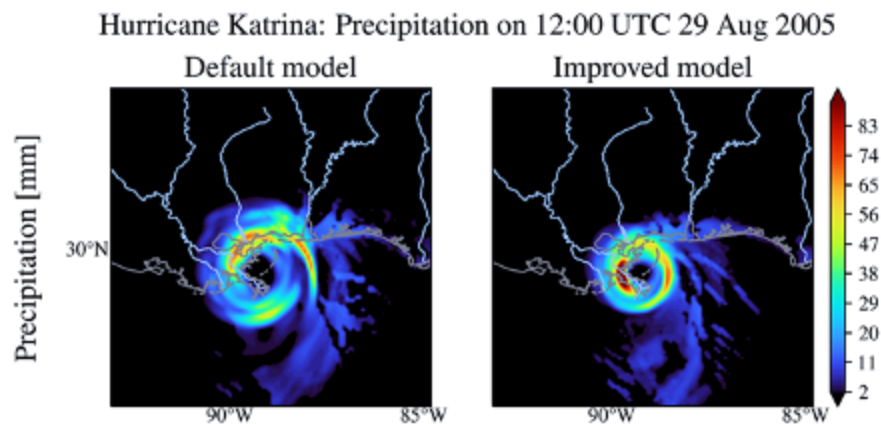 Hurricane Katrina: Precipitation on 12:00 UTC 29 Aug 2005
Default model
Improved model
Precipitation [mm]
30°N
90°W
85°W
90°W
85°W
83
74
65
56
47
38
29
20
11
2